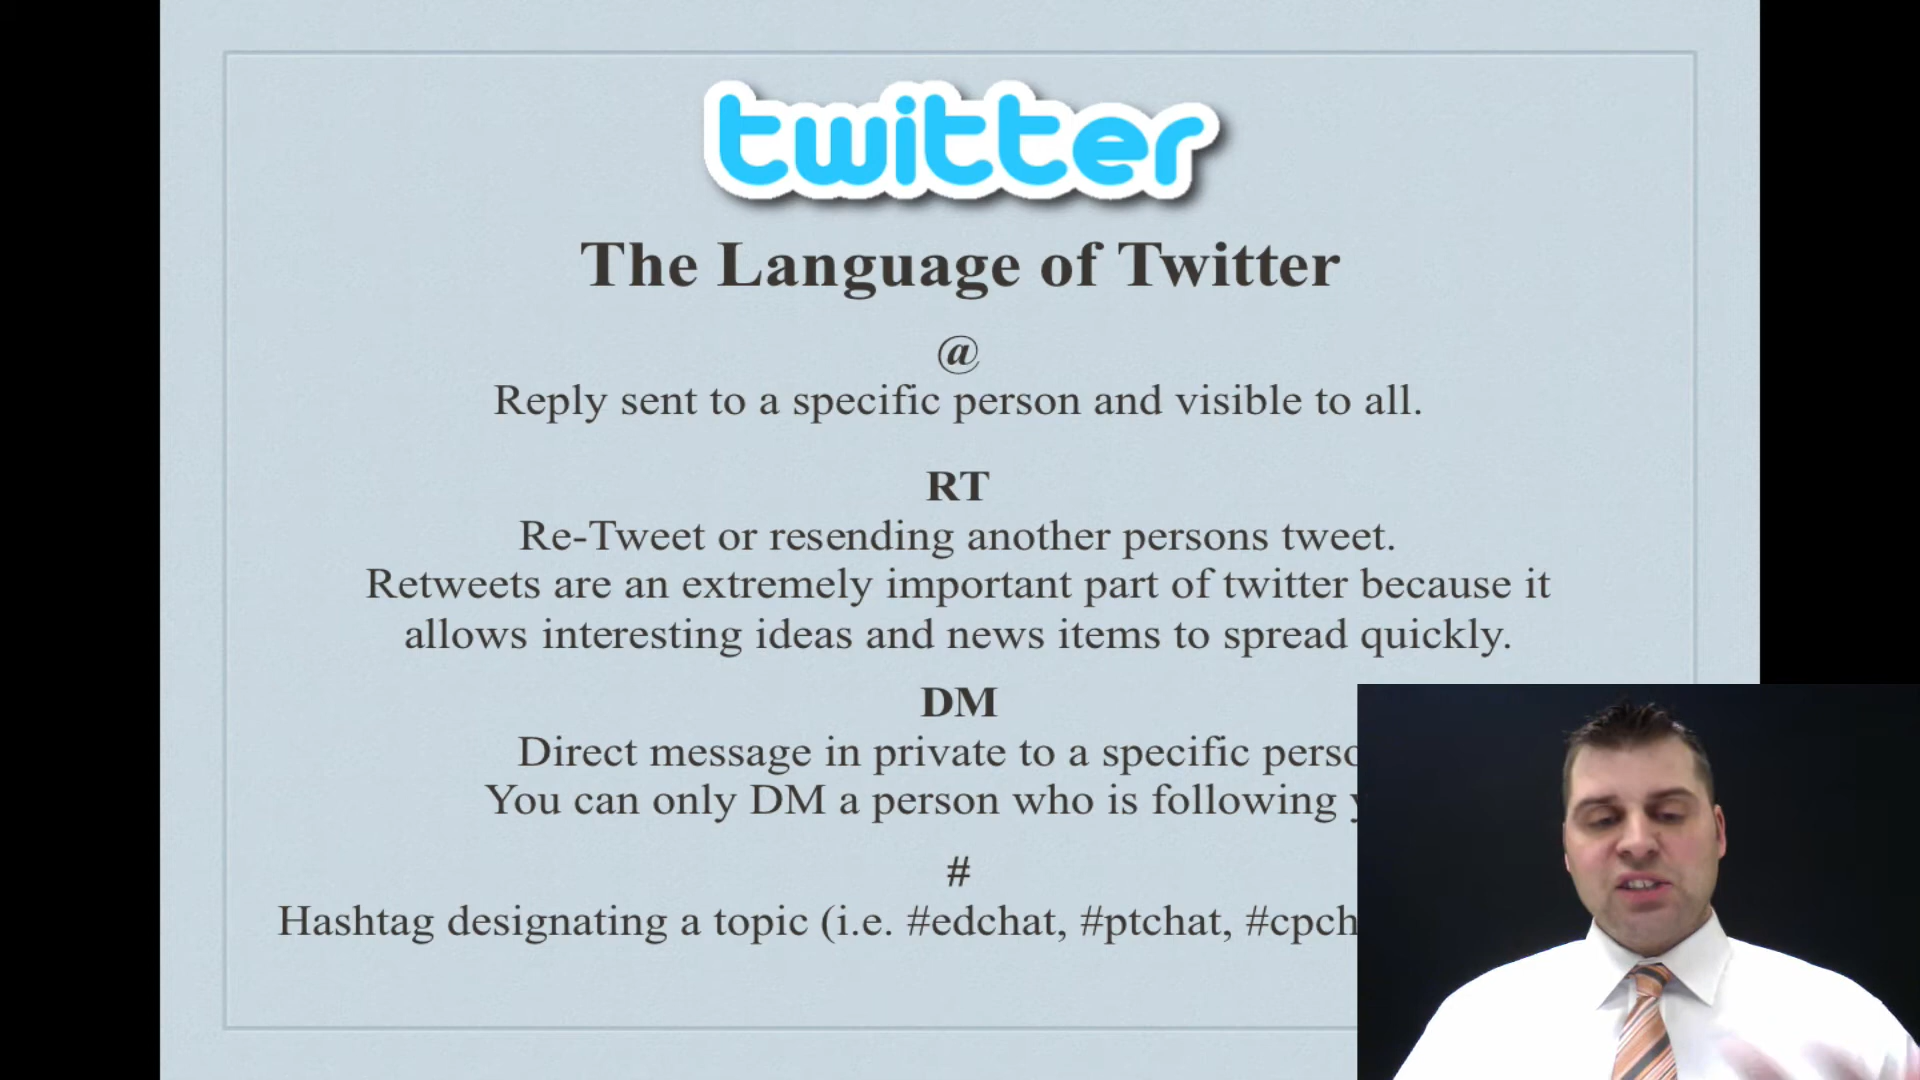 twitter
The Language of Twitter
@
Reply sent to a specific person and visible to all.
RT
Re-Tweet or resending another persons tweet.
Retweets are an extremely important part of twitter because it
allows interesting ideas and news items to spread quickly.
DM
Direct message in private to a specific
You can only DM a person who is following
#
Hashtag designating a topic (i.e. #edchat, #ptchat,